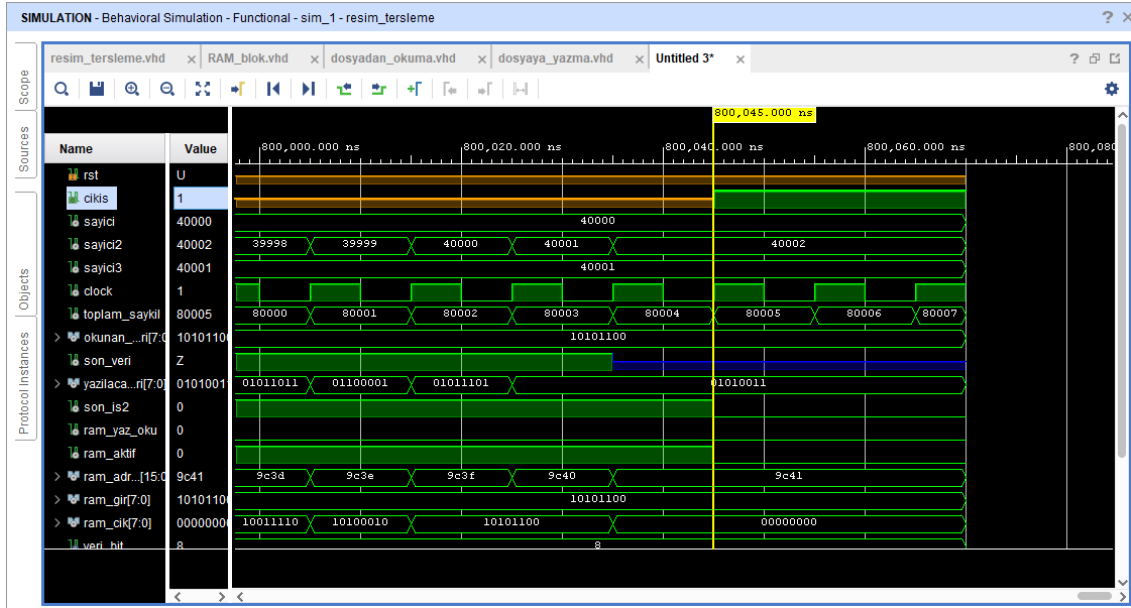 SIMULATION - Behavioral Simulation - Functional - sim_1 - resim_tersleme
resim_tersleme.vhd RAM_blok.vhd dosyadan_okuma.vhd dosyaya_yazma.vhd Untitled 3*
Scope
Sources
Objects
Protocol Instances
800,045.000 ns
Name Value 800,000.000 ns 800,020.000 ns 800,040.000 ns 800,060.000 ns 800,080
rst U
cikis 1
sayici 40000 40000
sayici2 40002 39998 39999 40000 40001 40002
sayici3 40001 40001
clock 1
toplam_saykil 80005 80000 80001 80002 80003 80004 80005 80006 80007
okunan_...ri[7:0 10101100 10101100
son_veri Z
yazilaca...ri[7:0] 01010011 01011011 01100001 01011101 01010011
son_is2 0
ram_yaz_oku 0
ram_aktif 0
ram_adr...[15:0 9c41 9c3d 9c3e 9c3f 9c40 9c41
ram_gir[7:0] 10101100 10101100
ram_cik[7:0] 00000000 10011110 10100010 10101100 00000000
veri_bit 8 8